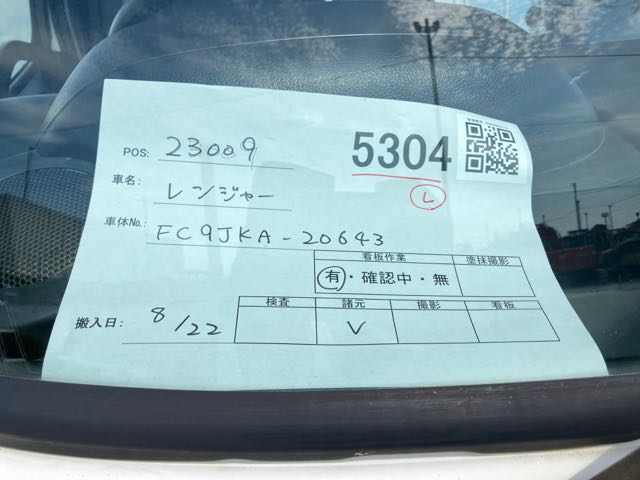 POS: 23009
5304
L
車名: レンジャー
車体No.: FC9JKA-20643
看板作業 塗抹撮影
有・確認中・無
検査 諸元 撮影 看板
搬入日: 8/22 V